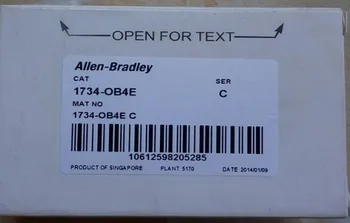 OPEN FOR TEXT
Allen-Bradley
CAT SER
1734-OB4E C
MAT NO
1734-OB4E C
10612598205285
PRODUCT OF SINGAPORE PLANT 5170 DATE 2014/01/09